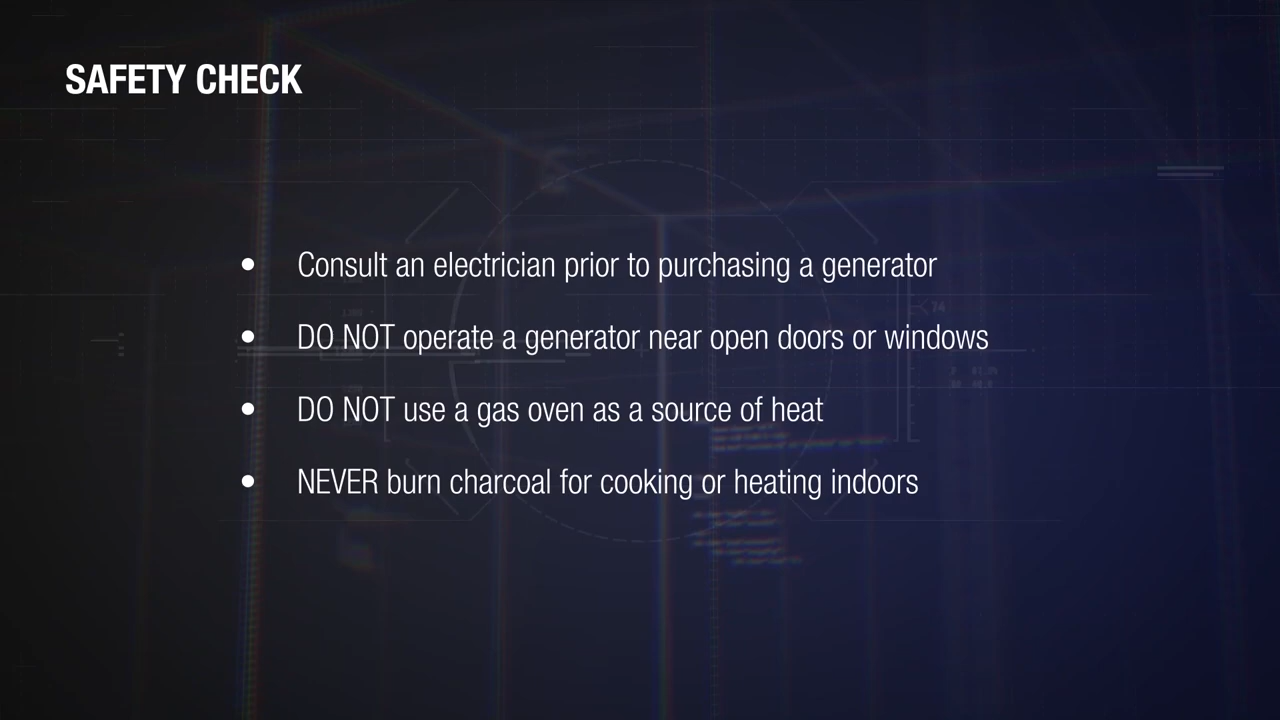 SAFETY CHECK
• Consult an electrician prior to purchasing a generator
• DO NOT operate a generator near open doors or windows
• DO NOT use a gas oven as a source of heat
• NEVER burn charcoal for cooking or heating indoors
74